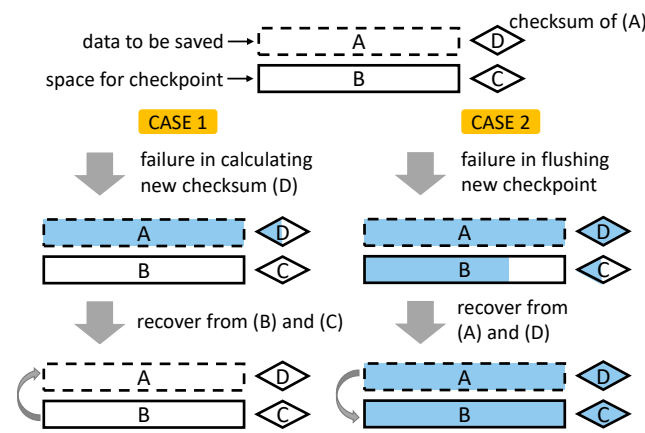 checksum of (A)
data to be saved
A
D
space for checkpoint
B
C
CASE 1
CASE 2
failure in calculating
new checksum (D)
failure in flushing
new checkpoint
A
D
A
D
B
C
B
C
recover from (B) and (C)
recover from
(A) and (D)
A
D
A
D
B
C
B
C